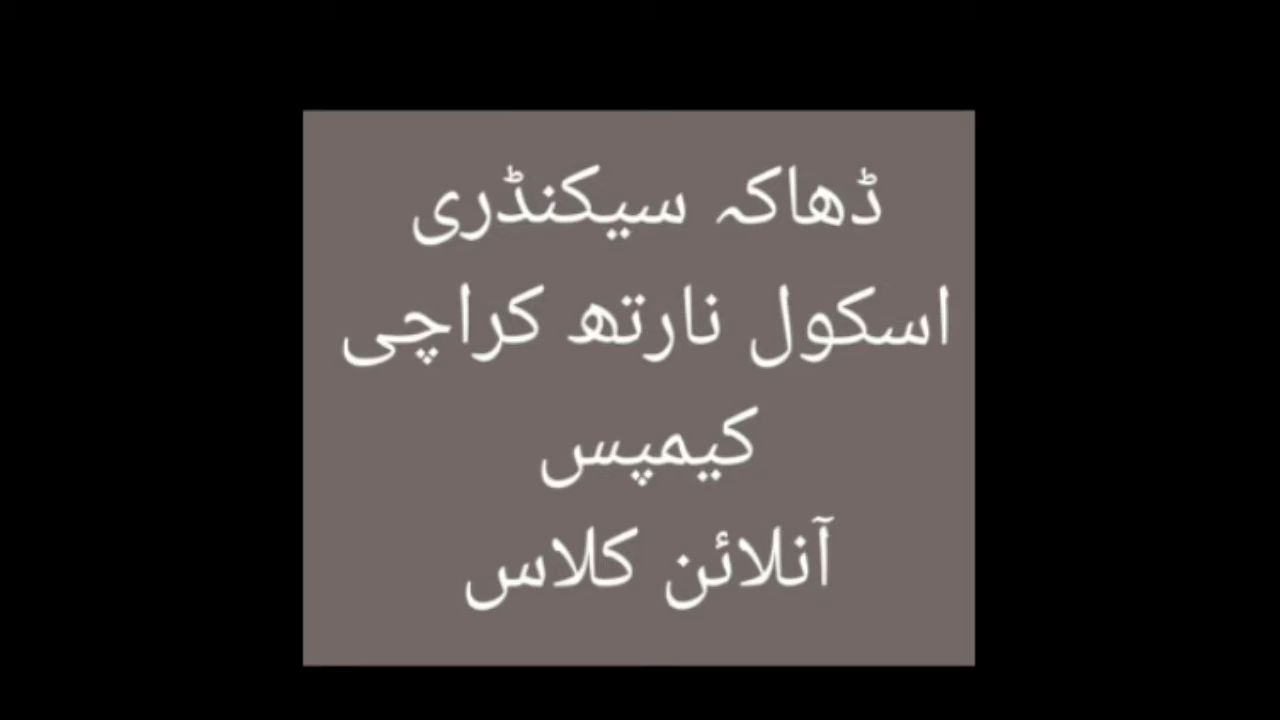 ڈھاکہ سیکنڈری
اسکول نارتھ کراچی
کیمپس
آنلائن کلاس